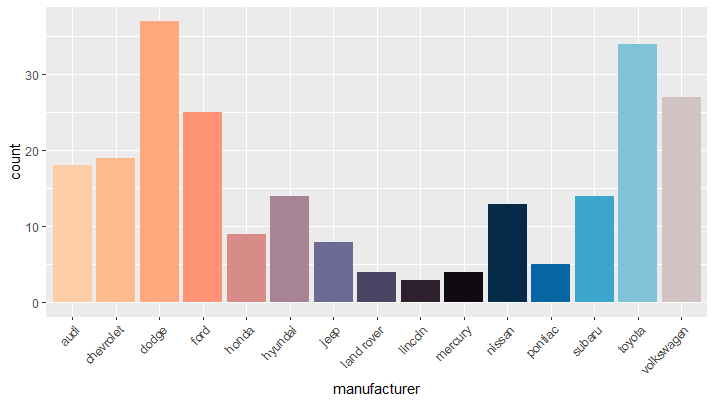 count
30
20
10
0
audi
chevrolet
dodge
ford
honda
hyundai
jeep
land rover
lincoln
mercury
nissan
pontiac
subaru
toyota
volkswagen
manufacturer